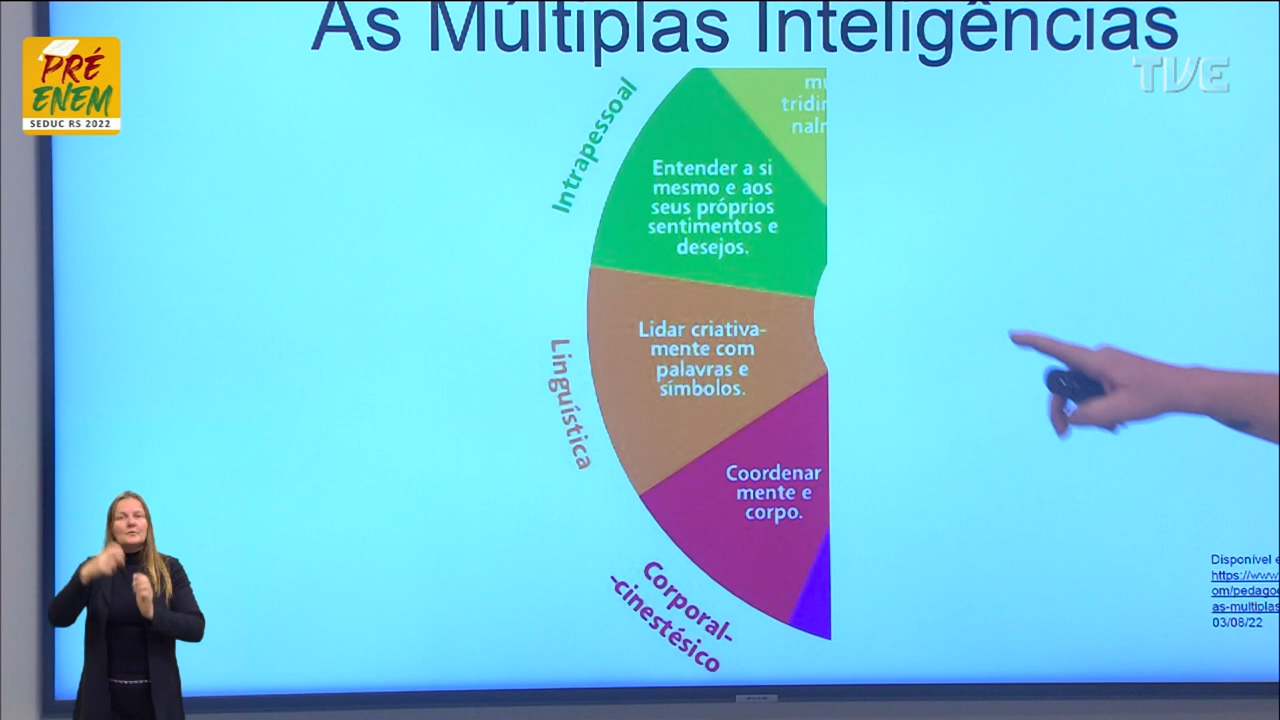 As Múltiplas Inteligências
PRÉ
ENEM
SEDUC RS 2022
TVE
Intrapessoal
Entender a si
mesmo e aos
seus próprios
sentimentos e
desejos.
Linguística
Lidar criativa-
mente com
palavras e
símbolos.
Coordenar
mente e
corpo.
Corporal-
-cinestésico
Disponível e
https://www
om/pedago
as-multiplas
03/08/22